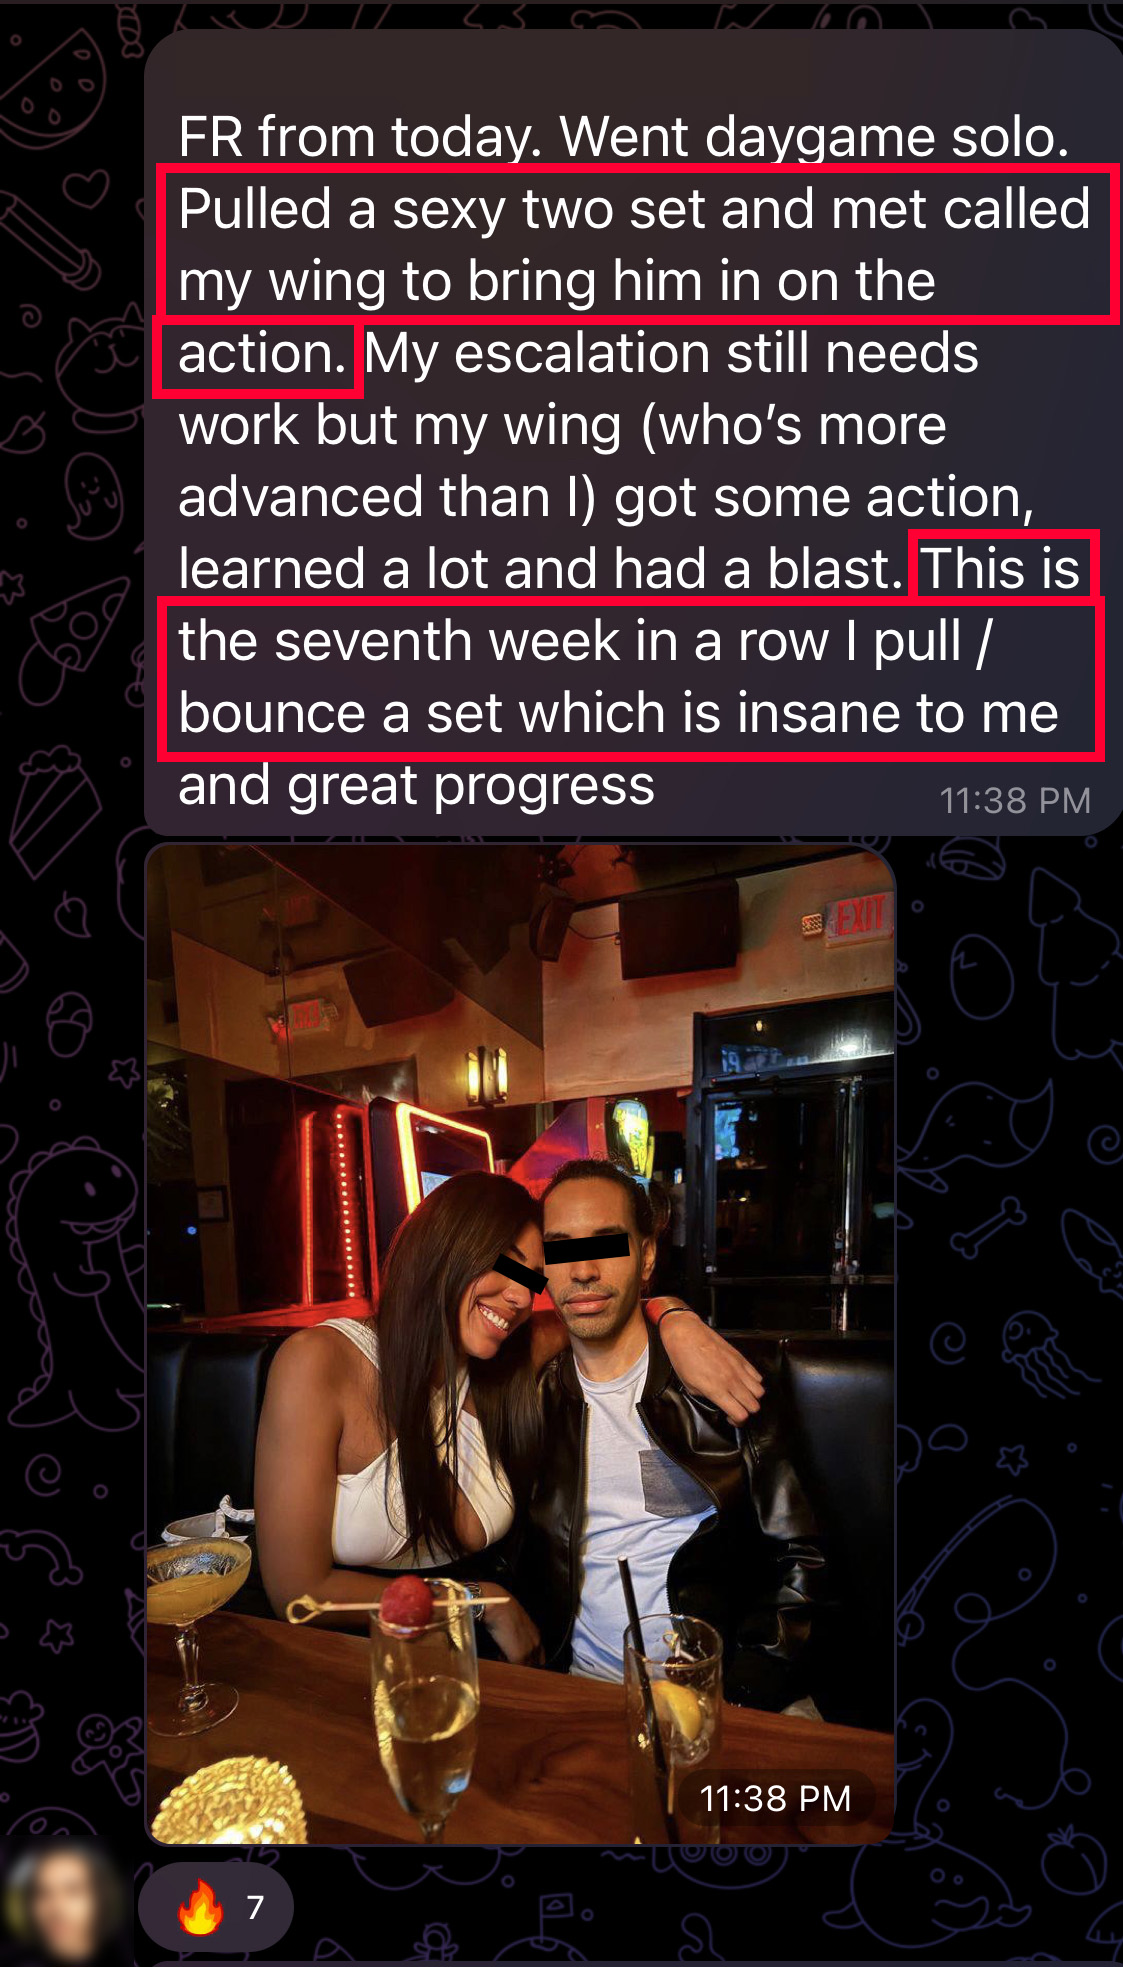 FR from today. Went daygame solo.
Pulled a sexy two set and met called
my wing to bring him in on the
action. My escalation still needs
work but my wing (who’s more
advanced than I) got some action,
learned a lot and had a blast. This is
the seventh week in a row I pull /
bounce a set which is insane to me
and great progress
11:38 PM
EXIT
11:38 PM
7